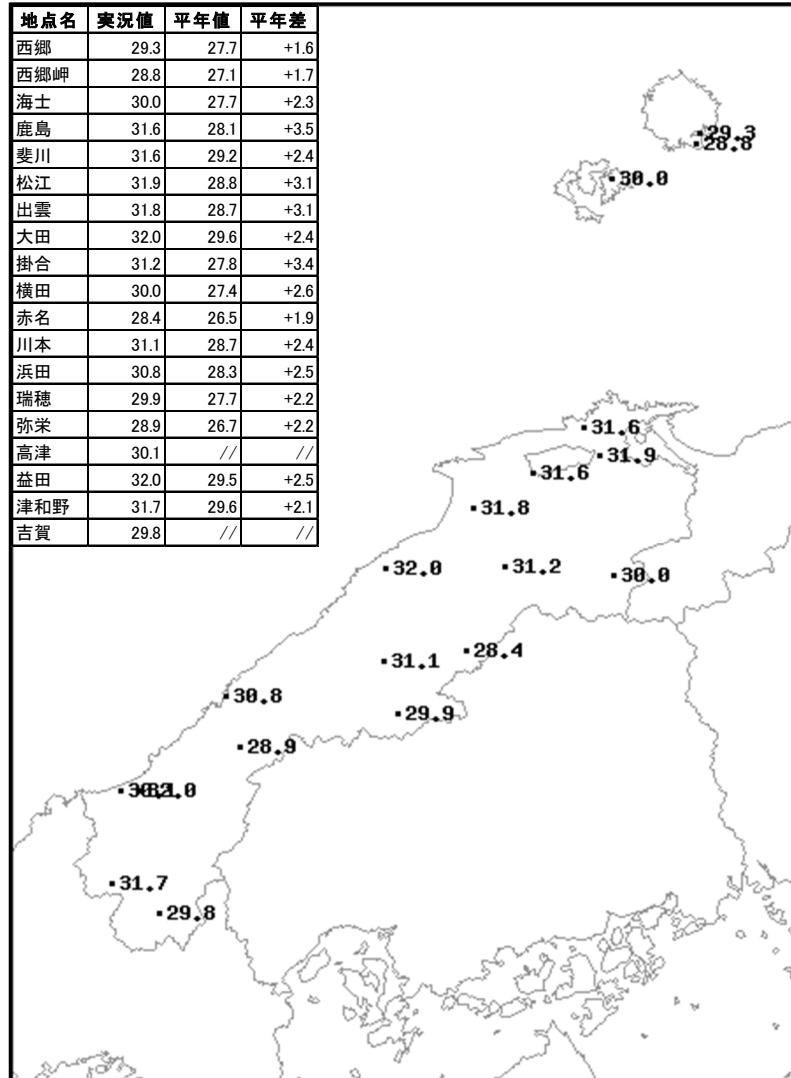 地点名 実況値 平年値 平年差
西郷 29.3 27.7 +1.6
西郷岬 28.8 27.1 +1.7
海士 30.0 27.7 +2.3
鹿島 31.6 28.1 +3.5
斐川 31.6 29.2 +2.4
松江 31.9 28.8 +3.1
出雲 31.8 28.7 +3.1
大田 32.0 29.6 +2.4
掛合 31.2 27.8 +3.4
横田 30.0 27.4 +2.6
赤名 28.4 26.5 +1.9
川本 31.1 28.7 +2.4
浜田 30.8 28.3 +2.5
瑞穂 29.9 27.7 +2.2
弥栄 28.9 26.7 +2.2
高津 30.1 // //
益田 32.0 29.5 +2.5
津和野 31.7 29.6 +2.1
吉賀 29.8 // //
29.3
28.8
30.0
31.6
31.9
31.6
31.8
32.0
31.2
30.0
28.4
31.1
29.9
30.8
28.9
31.7
29.8